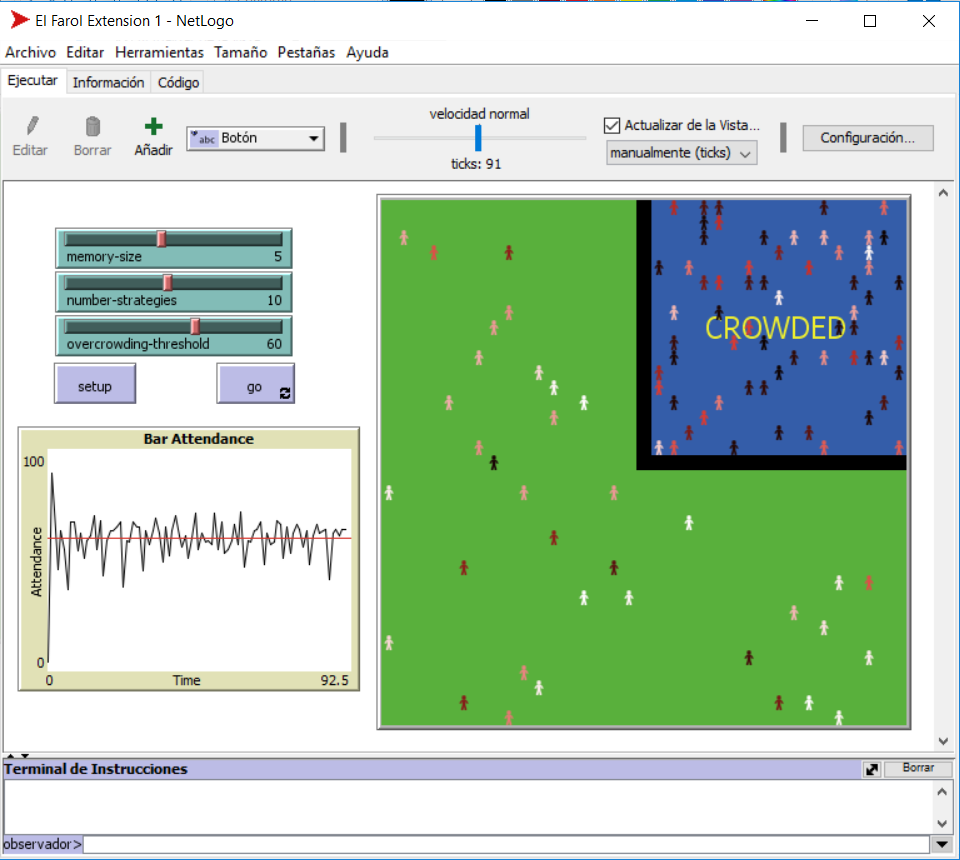 El Farol Extension 1 - NetLogo
Archivo Editar Herramientas Tamaño Pestañas Ayuda
Ejecutar Información Código
Editar Borrar Añadir abc Botón
velocidad normal
ticks: 91
Actualizar de la Vista...
manualmente (ticks)
Configuración...
memory-size 5
number-strategies 10
overcrowding-threshold 60
setup go
Bar Attendance
100
Attendance
0
0 Time 92.5
CROWDED
Terminal de Instrucciones Borrar
observador>